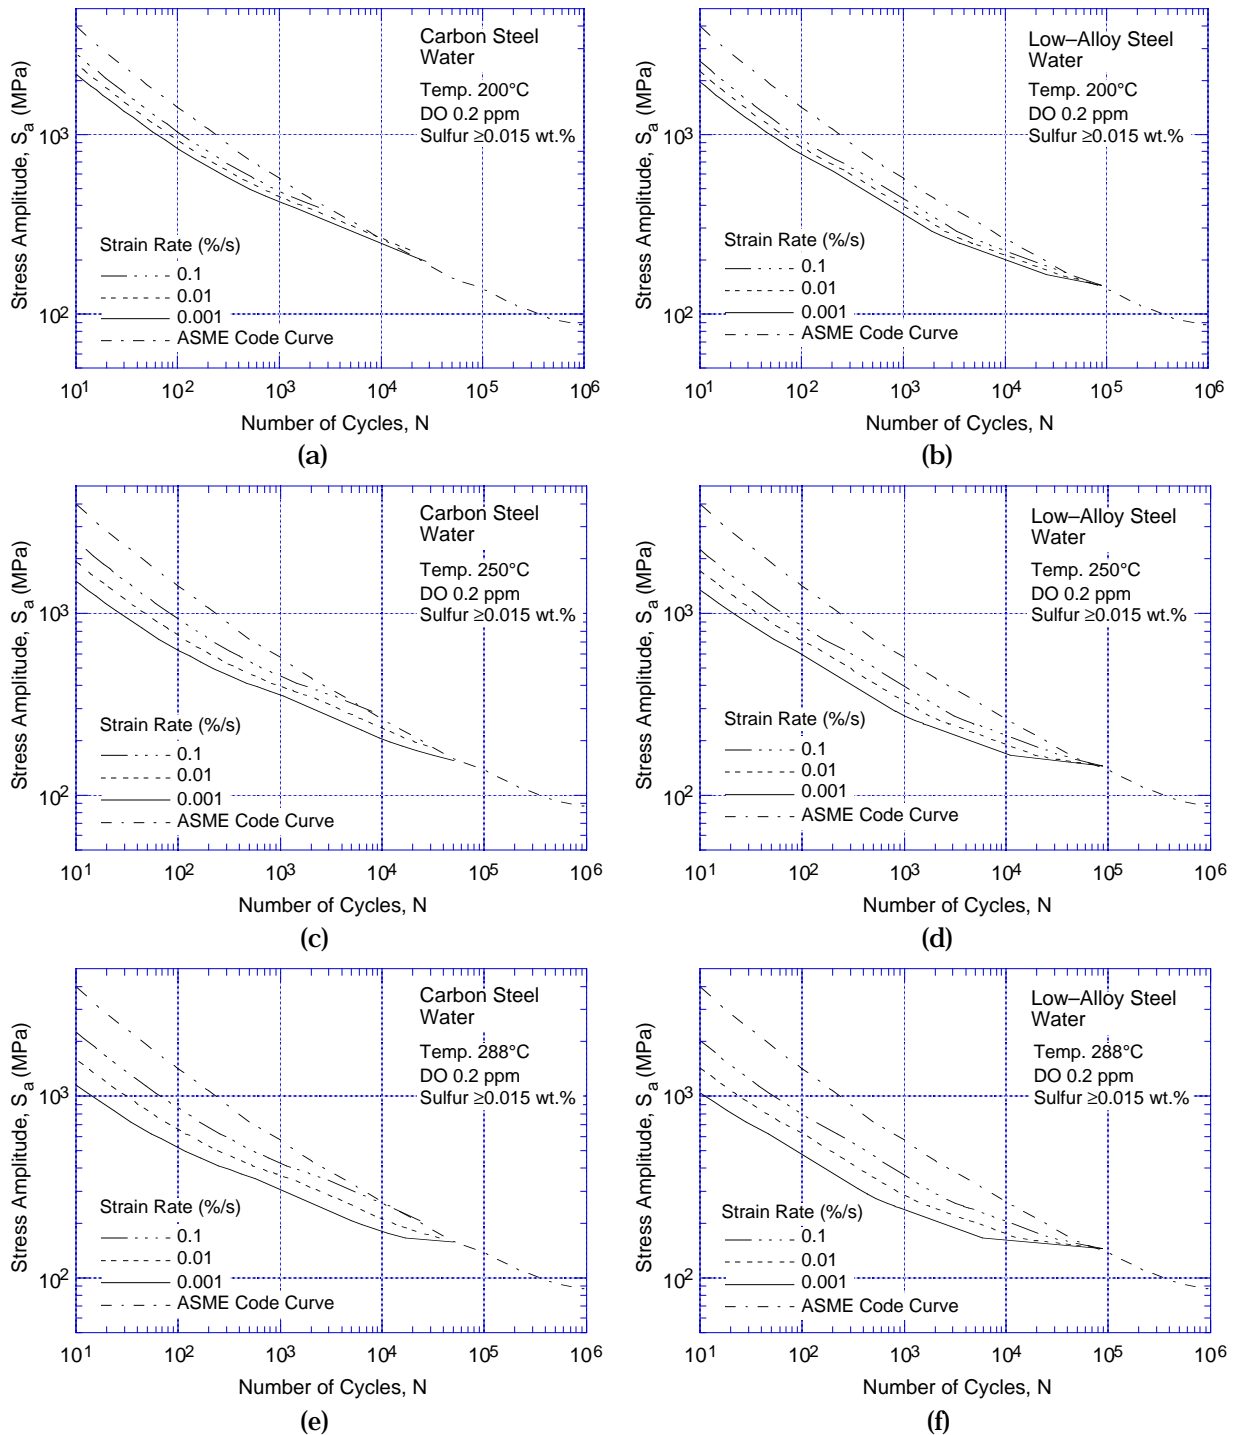 Carbon Steel
Water
Temp. 200°C
DO 0.2 ppm
Sulfur ≥0.015 wt.%
Stress Amplitude, Sa (MPa)
10³
10²
Strain Rate (%/s)
0.1
0.01
0.001
ASME Code Curve
10¹ 10² 10³ 10⁴ 10⁵ 10⁶
Number of Cycles, N
(a)
Low–Alloy Steel
Water
Temp. 200°C
DO 0.2 ppm
Sulfur ≥0.015 wt.%
Stress Amplitude, Sa (MPa)
10³
10²
Strain Rate (%/s)
0.1
0.01
0.001
ASME Code Curve
10¹ 10² 10³ 10⁴ 10⁵ 10⁶
Number of Cycles, N
(b)
Carbon Steel
Water
Temp. 250°C
DO 0.2 ppm
Sulfur ≥0.015 wt.%
Stress Amplitude, Sa (MPa)
10³
10²
Strain Rate (%/s)
0.1
0.01
0.001
ASME Code Curve
10¹ 10² 10³ 10⁴ 10⁵ 10⁶
Number of Cycles, N
(c)
Low–Alloy Steel
Water
Temp. 250°C
DO 0.2 ppm
Sulfur ≥0.015 wt.%
Stress Amplitude, Sa (MPa)
10³
10²
Strain Rate (%/s)
0.1
0.01
0.001
ASME Code Curve
10¹ 10² 10³ 10⁴ 10⁵ 10⁶
Number of Cycles, N
(d)
Carbon Steel
Water
Temp. 288°C
DO 0.2 ppm
Sulfur ≥0.015 wt.%
Stress Amplitude, Sa (MPa)
10³
10²
Strain Rate (%/s)
0.1
0.01
0.001
ASME Code Curve
10¹ 10² 10³ 10⁴ 10⁵ 10⁶
Number of Cycles, N
(e)
Low–Alloy Steel
Water
Temp. 288°C
DO 0.2 ppm
Sulfur ≥0.015 wt.%
Stress Amplitude, Sa (MPa)
10³
10²
Strain Rate (%/s)
0.1
0.01
0.001
ASME Code Curve
10¹ 10² 10³ 10⁴ 10⁵ 10⁶
Number of Cycles, N
(f)